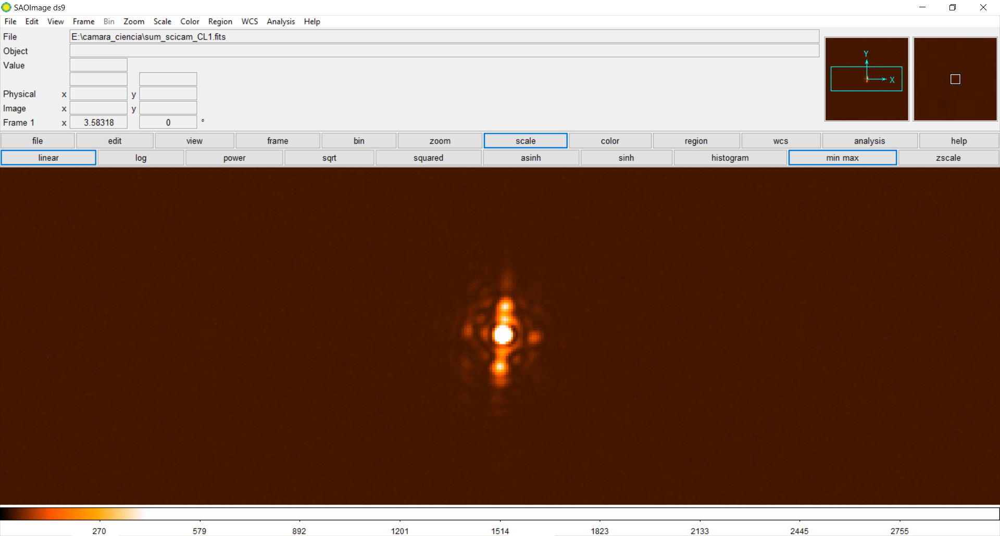 SAOImage ds9
File Edit View Frame Bin Zoom Scale Color Region WCS Analysis Help
File E:\camara_ciencia\sum_scicam_CL1.fits
Object
Value
Physical x y
Image x y
Frame 1 x 3.58318 0 °
Y
X
file edit view frame bin zoom scale color region wcs analysis help
linear log power sqrt squared asinh sinh histogram min max zscale
270 579 892 1201 1514 1823 2133 2445 2755